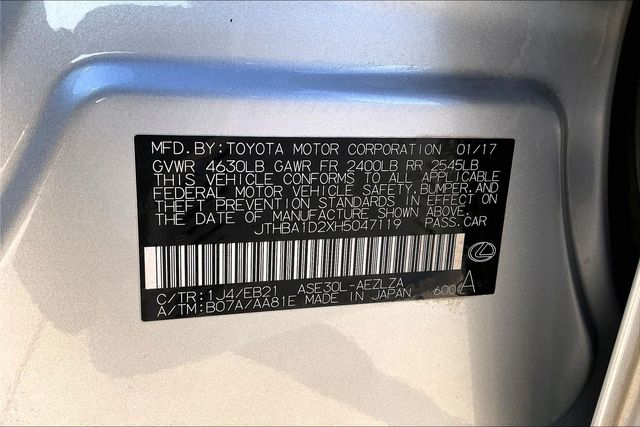 MFD.BY:TOYOTA MOTOR CORPORATION 01/17
GVWR 4630LB GAWR FR 2400LB RR 2545LB
THIS VEHICLE CONFORMS TO ALL APPLICABLE
FEDERAL MOTOR VEHICLE SAFETY.BUMPER.AND
THEFT PREVENTION STANDARDS IN EFFECT ON
THE DATE OF MANUFACTURE SHOWN ABOVE.
JTHBA1D2XH5047119 PASS.CAR
C/TR:1J4/EB21 ASE30L-AEZLZA
A/TM:B07A/AA81E MADE IN JAPAN 600 A